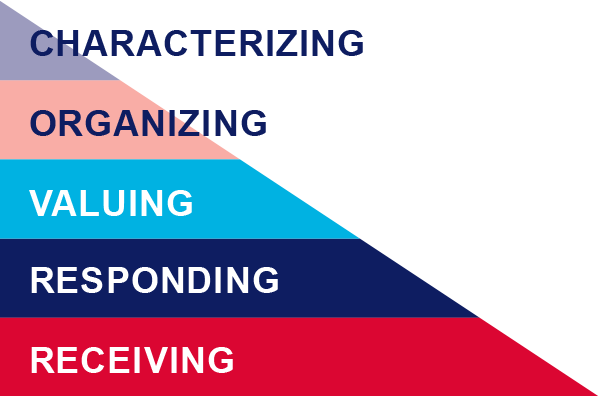 CHARACTERIZING
ORGANIZING
VALUING
RESPONDING
RECEIVING